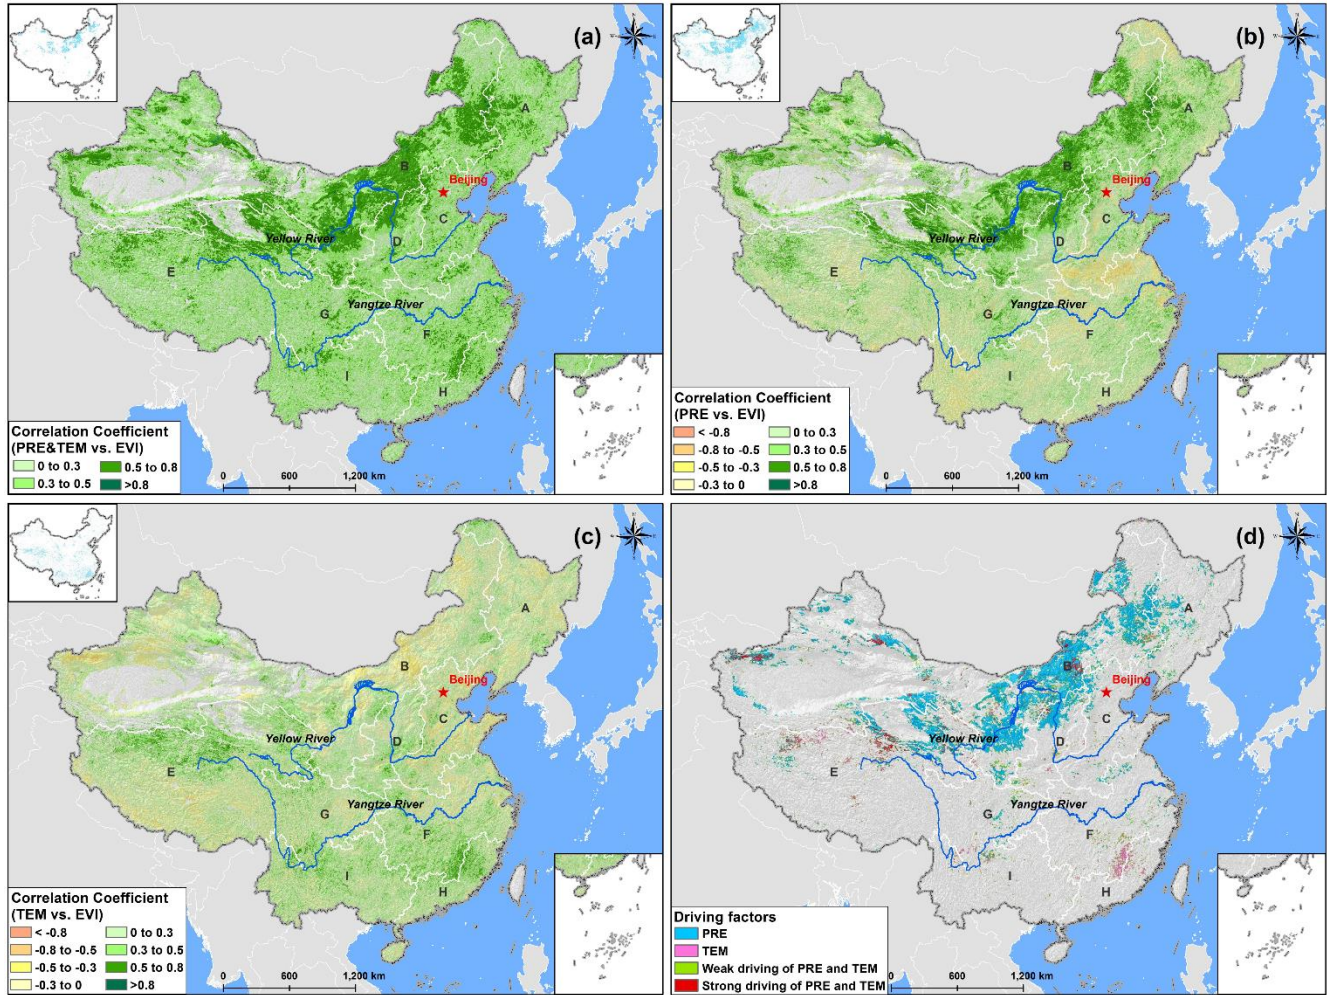 (a)
N
W
E
S
A
B
Beijing
C
Yellow River
D
E
Yangtze River
G
F
I
H
Correlation Coefficient
(PRE&TEM vs. EVI)
0 to 0.3
0.5 to 0.8
0.3 to 0.5
>0.8
0 600 1,200 km
(b)
N
W
E
S
A
B
Beijing
C
Yellow River
D
E
Yangtze River
G
F
I
H
Correlation Coefficient
(PRE vs. EVI)
< -0.8
0 to 0.3
-0.8 to -0.5
0.3 to 0.5
-0.5 to -0.3
0.5 to 0.8
-0.3 to 0
>0.8
0 600 1,200 km
(c)
N
W
E
S
A
B
Beijing
C
Yellow River
D
E
Yangtze River
G
F
I
H
Correlation Coefficient
(TEM vs. EVI)
< -0.8
0 to 0.3
-0.8 to -0.5
0.3 to 0.5
-0.5 to -0.3
0.5 to 0.8
-0.3 to 0
>0.8
0 600 1,200 km
(d)
N
W
E
S
A
B
Beijing
C
Yellow River
D
E
Yangtze River
G
F
I
H
Driving factors
PRE
TEM
Weak driving of PRE and TEM
Strong driving of PRE and TEM
1,200 km